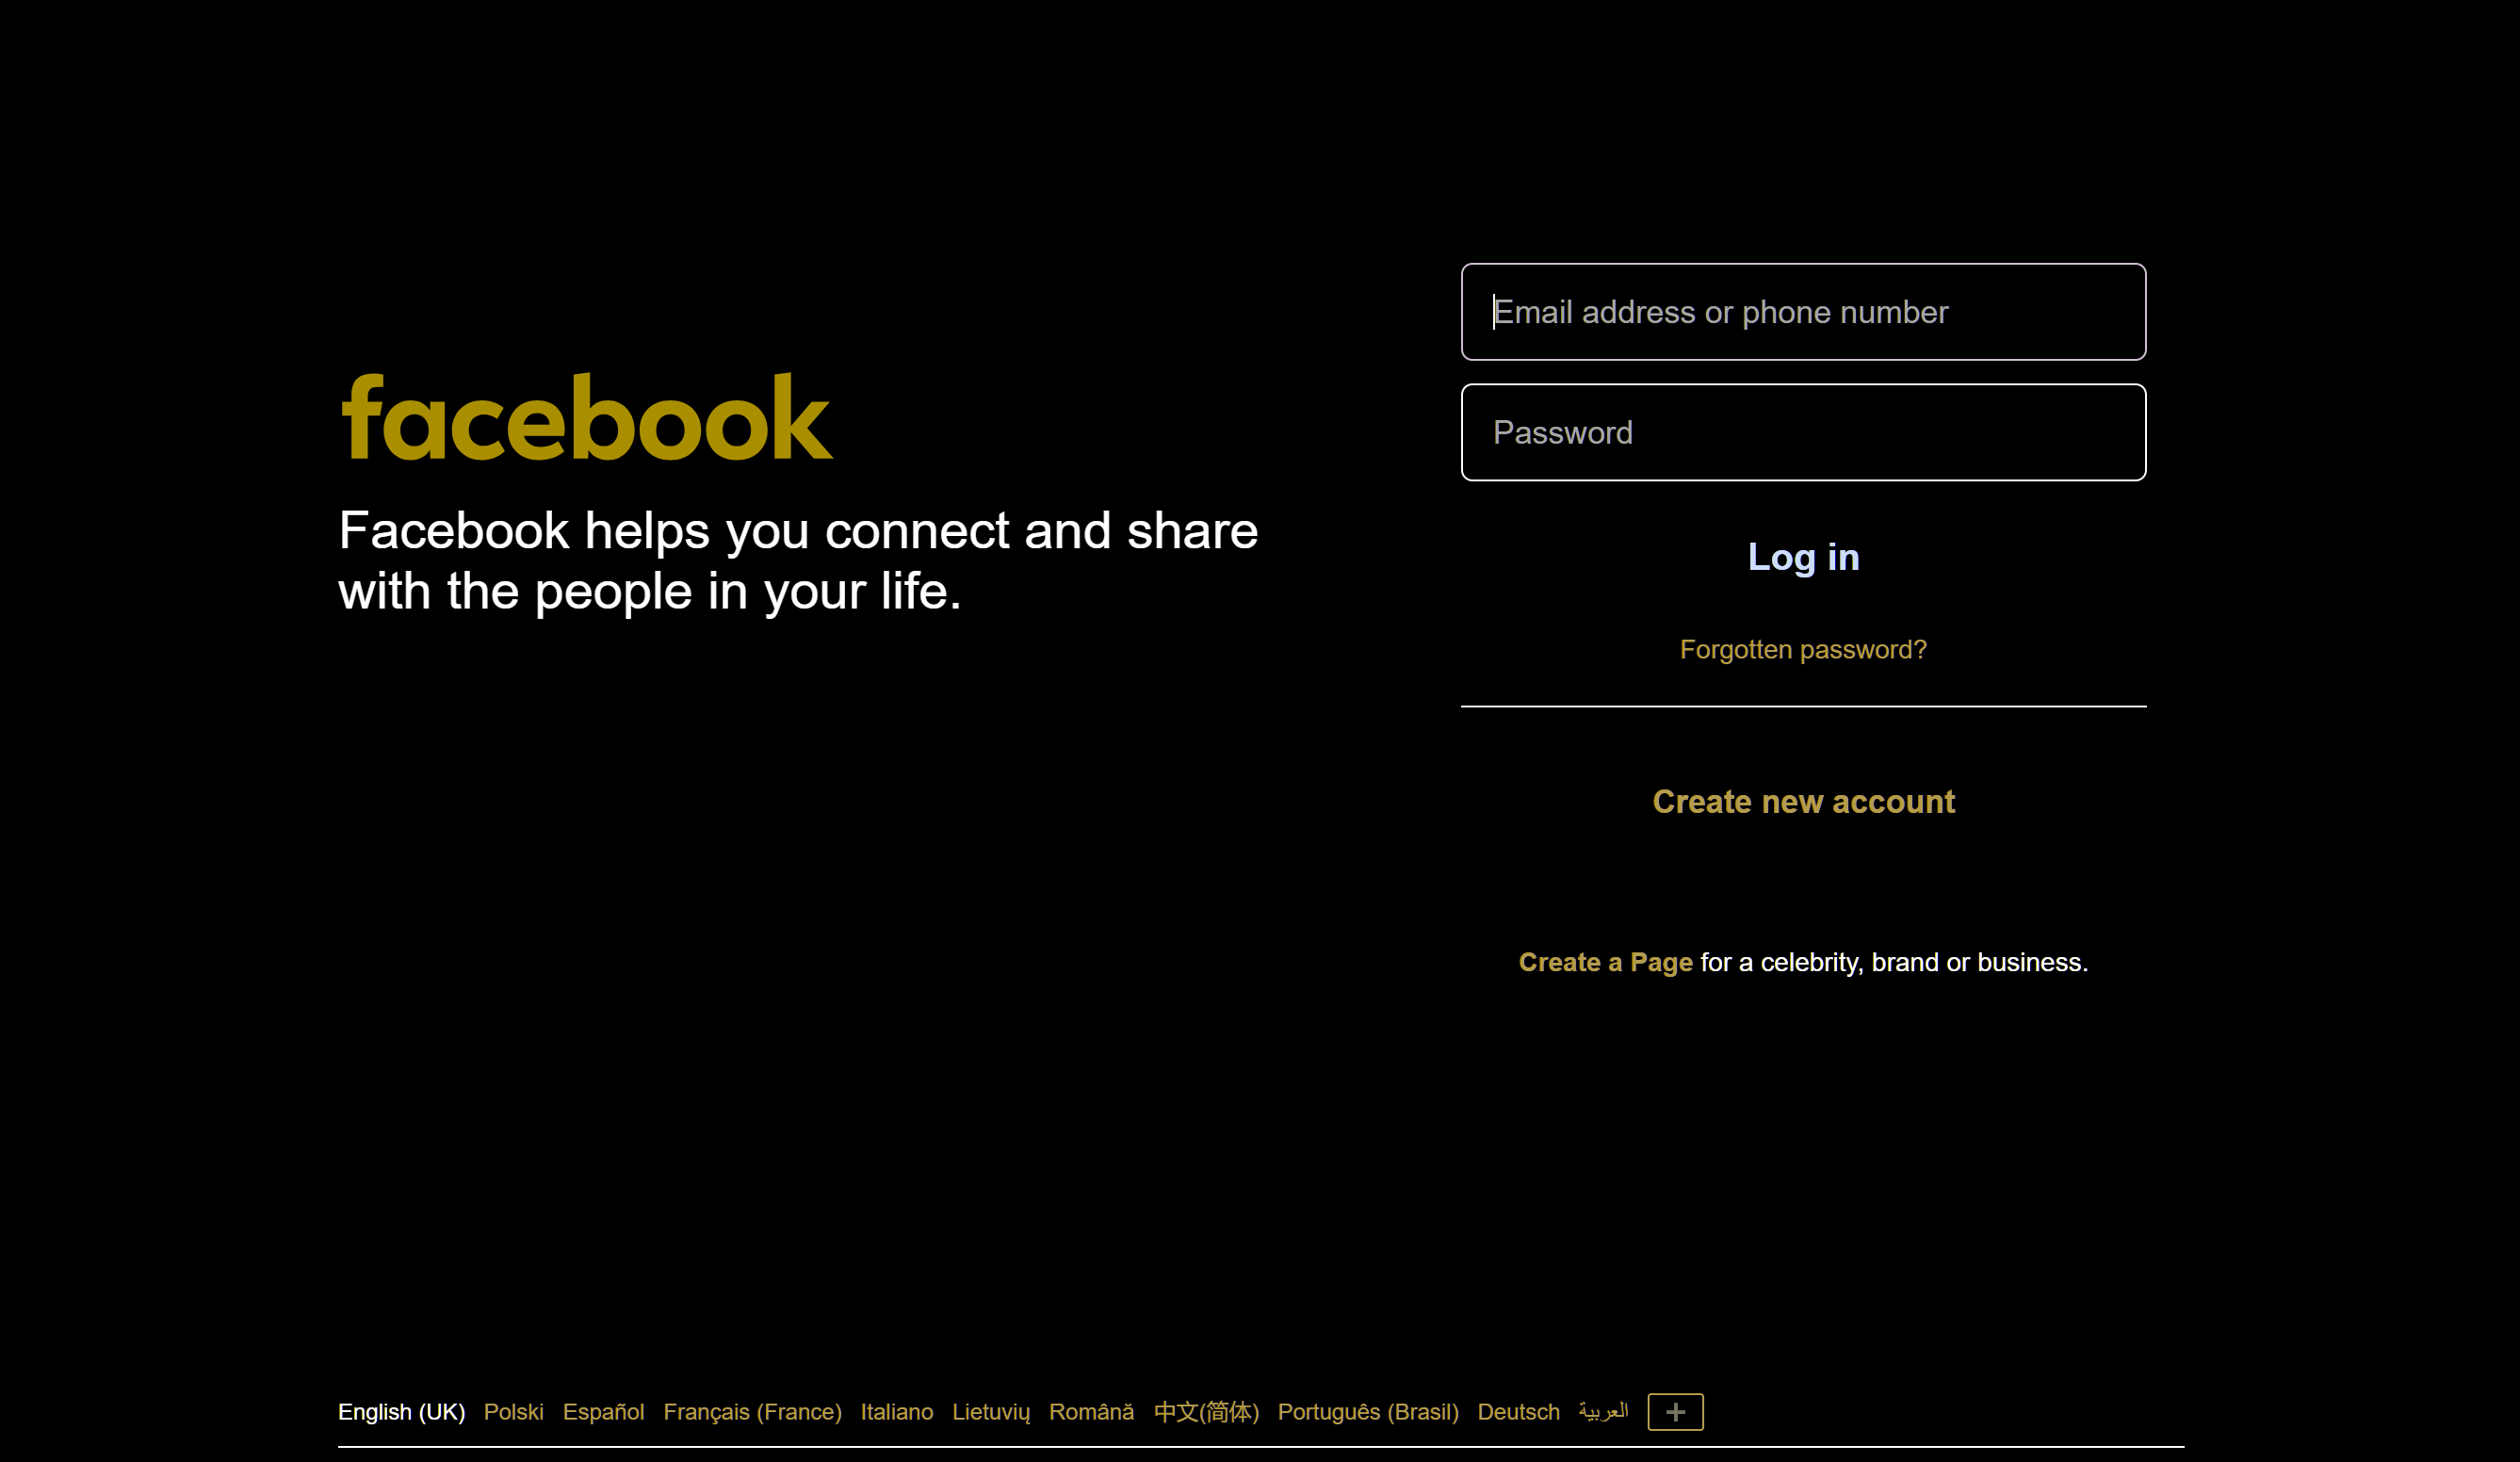 facebook
Facebook helps you connect and share
with the people in your life.
Email address or phone number
Password
Log in
Forgotten password?
Create new account
Create a Page for a celebrity, brand or business.
English (UK) Polski Español Français (France) Italiano Lietuvių Română 中文(简体) Português (Brasil) Deutsch العربية +